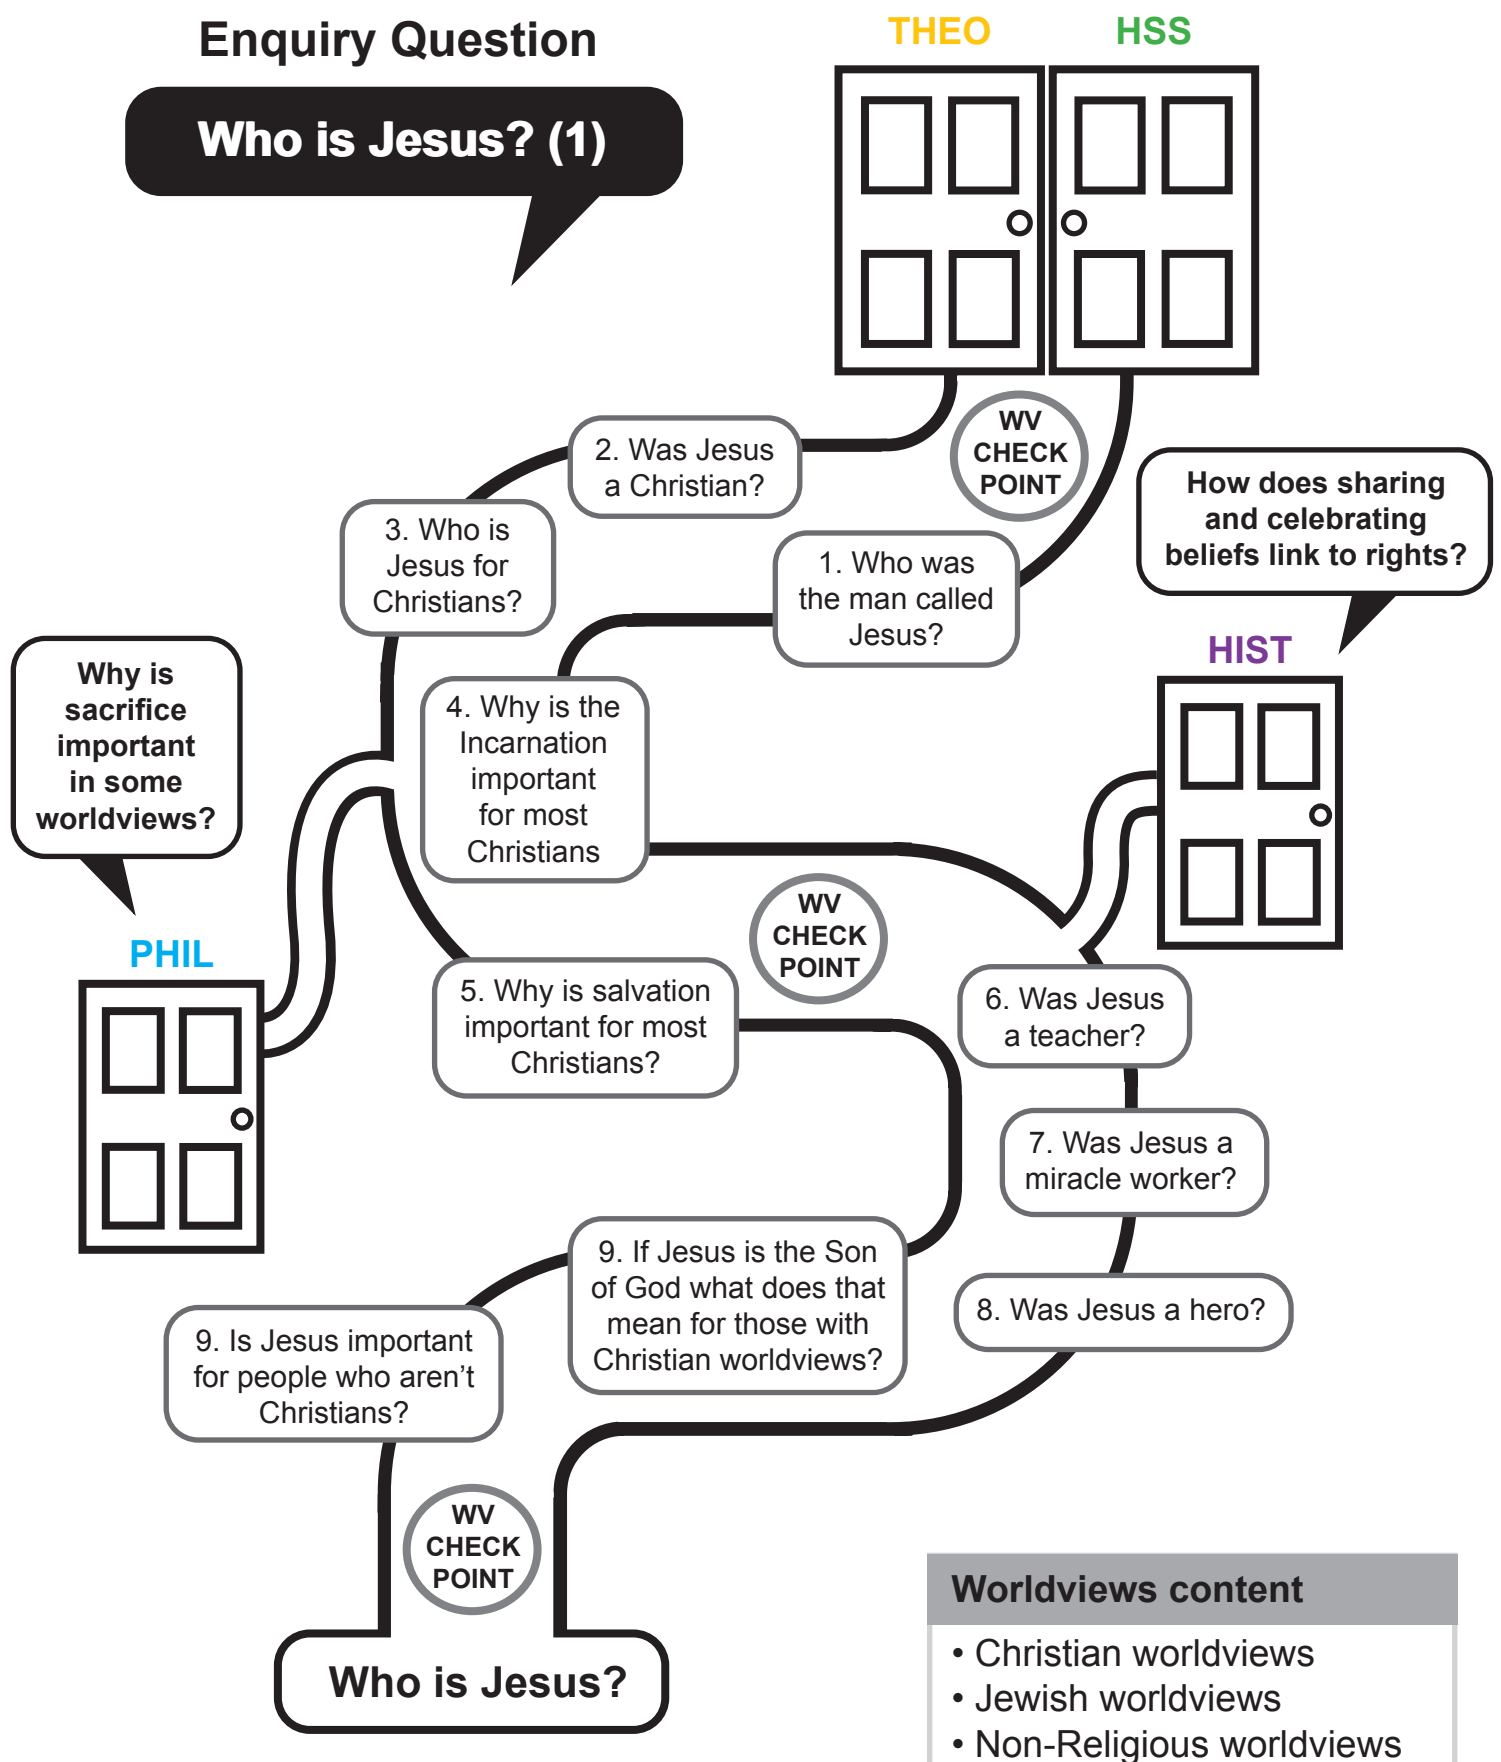 Enquiry Question
Who is Jesus? (1)
THEO
HSS
WV
CHECK
POINT
2. Was Jesus
a Christian?
3. Who is
Jesus for
Christians?
1. Who was
the man called
Jesus?
How does sharing
and celebrating
beliefs link to rights?
HIST
Why is
sacrifice
important
in some
worldviews?
PHIL
4. Why is the
Incarnation
important
for most
Christians
WV
CHECK
POINT
5. Why is salvation
important for most
Christians?
6. Was Jesus
a teacher?
7. Was Jesus a
miracle worker?
8. Was Jesus a hero?
9. If Jesus is the Son
of God what does that
mean for those with
Christian worldviews?
9. Is Jesus important
for people who aren’t
Christians?
WV
CHECK
POINT
Who is Jesus?
Worldviews content
• Christian worldviews
• Jewish worldviews
• Non-Religious worldviews